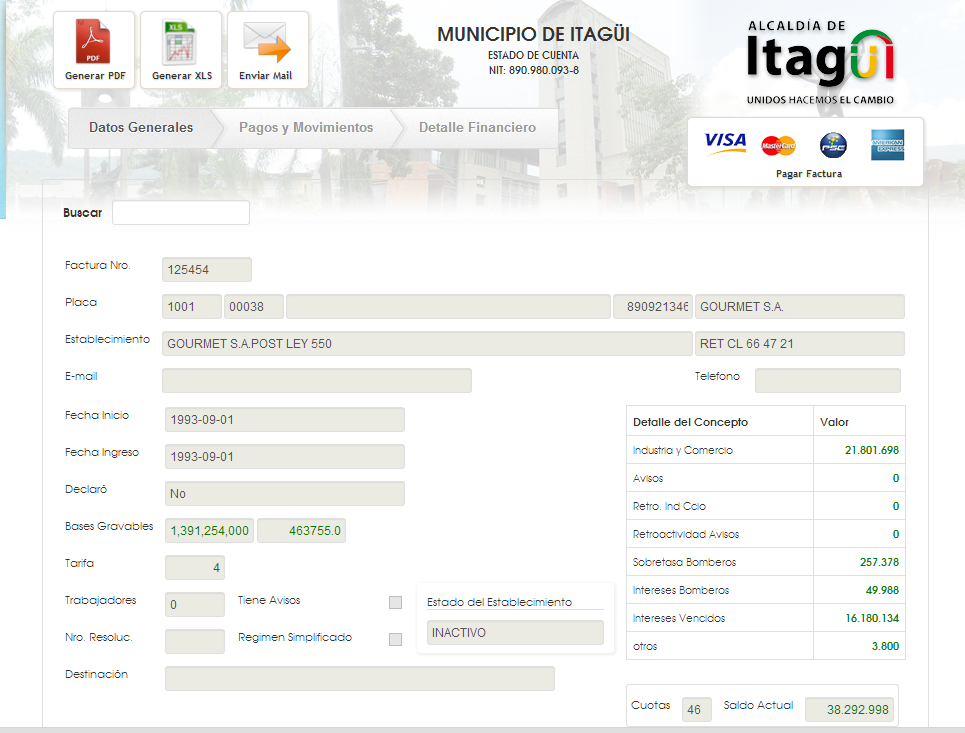 PDF
Generar PDF
XLS
Generar XLS
Enviar Mail
MUNICIPIO DE ITAGÜI
ESTADO DE CUENTA
NIT: 890.980.093-8
ALCALDÍA DE
Itagüi
UNIDOS HACEMOS EL CAMBIO
Datos Generales Pagos y Movimientos Detalle Financiero
VISA MasterCard PSE AMERICAN EXPRESS
Pagar Factura
Buscar
Factura Nro. 125454
Placa 1001 00038 890921346 GOURMET S.A.
Establecimiento GOURMET S.A.POST LEY 550 RET CL 66 47 21
E-mail Telefono
Fecha Inicio 1993-09-01
Fecha Ingreso 1993-09-01
Declaró No
Bases Gravables 1,391,254,000 463755.0
Tarifa 4
Trabajadores 0 Tiene Avisos
Nro. Resoluc. Regimen Simplificado
Estado del Establecimiento
INACTIVO
Destinación
Detalle del Concepto Valor
Industria y Comercio 21.801.698
Avisos 0
Retro. Ind Ccio 0
Retroactividad Avisos 0
Sobretasa Bomberos 257.378
Intereses Bomberos 49.988
Intereses Vencidos 16.180.134
otros 3.800
Cuotas 46 Saldo Actual 38.292.998